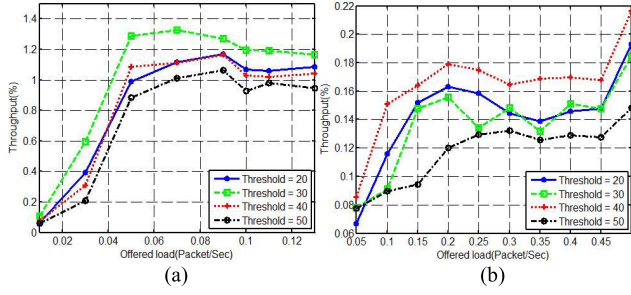 1.4
1.2
1
0.8
0.6
0.4
0.2
0
Throughput(%)
0.02 0.04 0.06 0.08 0.1 0.12
Offered load(Packet/Sec)
Threshold = 20
Threshold = 30
Threshold = 40
Threshold = 50
(a)
0.22
0.2
0.18
0.16
0.14
0.12
0.1
0.08
0.06
Throughput(%)
0.05 0.1 0.15 0.2 0.25 0.3 0.35 0.4 0.45
Offered load(Packet/Sec)
Threshold = 20
Threshold = 30
Threshold = 40
Threshold = 50
(b)